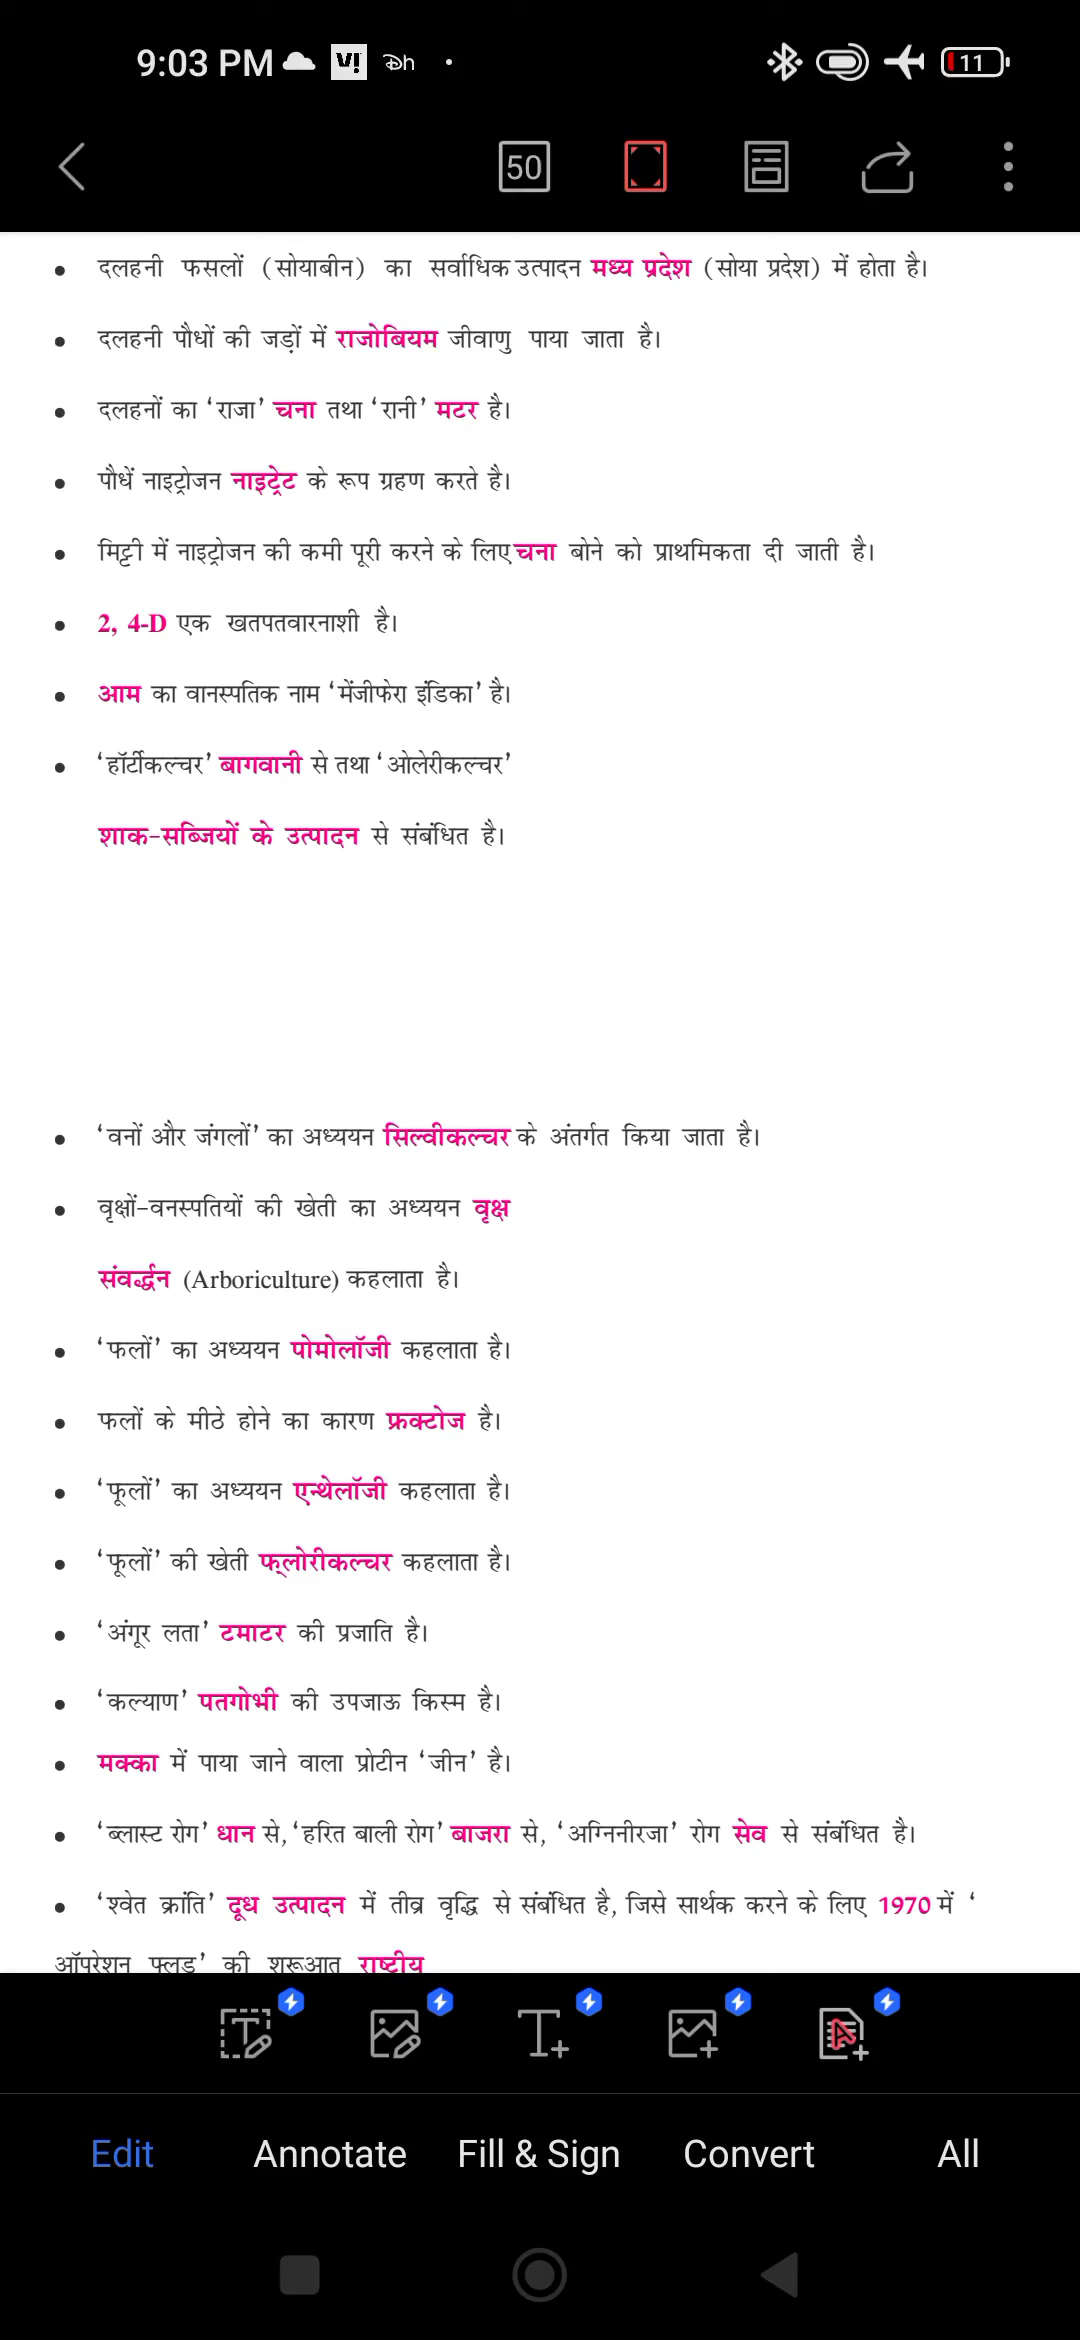 9:03 PM
11
50
• दलहनी फसलों (सोयाबीन) का सर्वाधिक उत्पादन मध्य प्रदेश (सोया प्रदेश) में होता है।
• दलहनी पौधों की जड़ों में राजोबियम जीवाणु पाया जाता है।
• दलहनों का ‘राजा’ चना तथा ‘रानी’ मटर है।
• पौधें नाइट्रोजन नाइट्रेट के रूप ग्रहण करते है।
• मिट्टी में नाइट्रोजन की कमी पूरी करने के लिए चना बोने को प्राथमिकता दी जाती है।
• 2, 4-D एक खतपतवारनाशी है।
• आम का वानस्पतिक नाम ‘मेंजीफेरा इंडिका’ है।
• ‘हॉर्टीकल्चर’ बागवानी से तथा ‘ओलेरीकल्चर’
शाक-सब्जियों के उत्पादन से संबंधित है।
• ‘वनों और जंगलों’ का अध्ययन सिल्वीकल्चर के अंतर्गत किया जाता है।
• वृक्षों-वनस्पतियों की खेती का अध्ययन वृक्ष
संवर्द्धन (Arboriculture) कहलाता है।
• ‘फलों’ का अध्ययन पोमोलॉजी कहलाता है।
• फलों के मीठे होने का कारण फ्रक्टोज है।
• ‘फूलों’ का अध्ययन एन्थेलॉजी कहलाता है।
• ‘फूलों’ की खेती फ्लोरीकल्चर कहलाता है।
• ‘अंगूर लता’ टमाटर की प्रजाति है।
• ‘कल्याण’ पतगोभी की उपजाऊ किस्म है।
• मक्का में पाया जाने वाला प्रोटीन ‘जीन’ है।
• ‘ब्लास्ट रोग’ धान से, ‘हरित बाली रोग’ बाजरा से, ‘अग्निनीरजा’ रोग सेव से संबंधित है।
• ‘श्वेत क्रांति’ दूध उत्पादन में तीव्र वृद्धि से संबंधित है, जिसे सार्थक करने के लिए 1970 में ‘
ऑपरेशन फ्लड’ की शुरूआत राष्टीय
Edit Annotate Fill & Sign Convert All